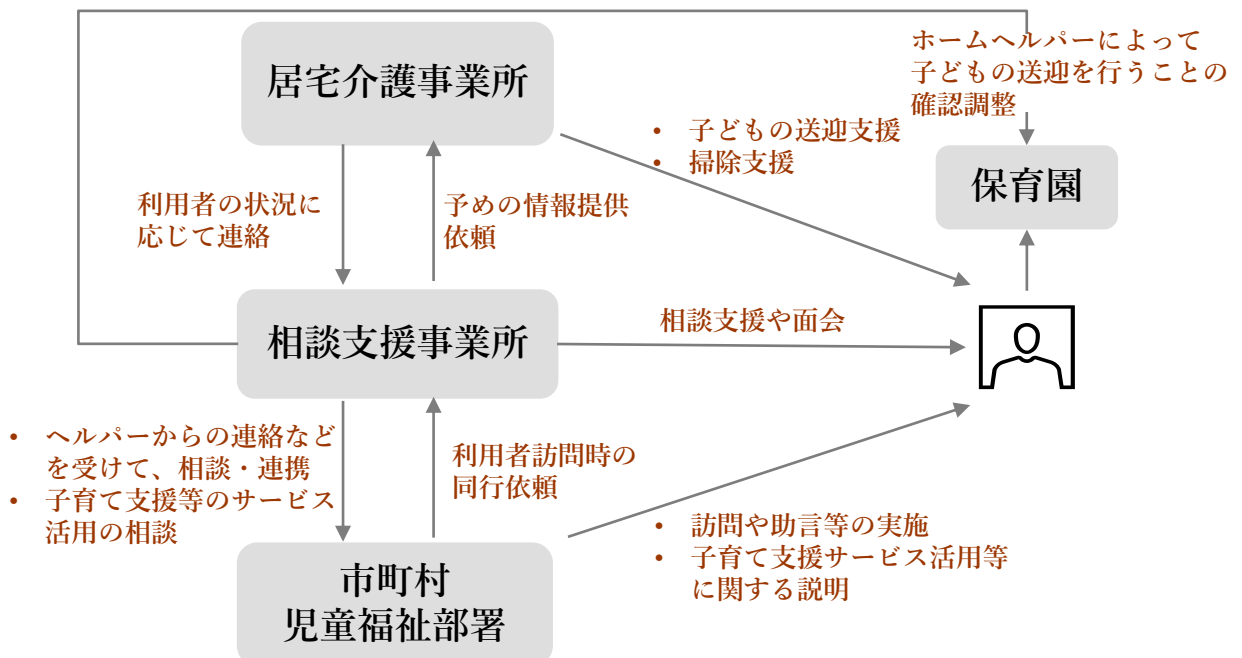 居宅介護事業所
ホームヘルパーによって
子どもの送迎を行うことの
確認調整
• 子どもの送迎支援
• 掃除支援
保育園
利用者の状況に
応じて連絡
予めの情報提供
依頼
相談支援事業所
相談支援や面会
• ヘルパーからの連絡など
を受けて、相談・連携
• 子育て支援等のサービス
活用の相談
利用者訪問時の
同行依頼
• 訪問や助言等の実施
• 子育て支援サービス活用等
に関する説明
市町村
児童福祉部署